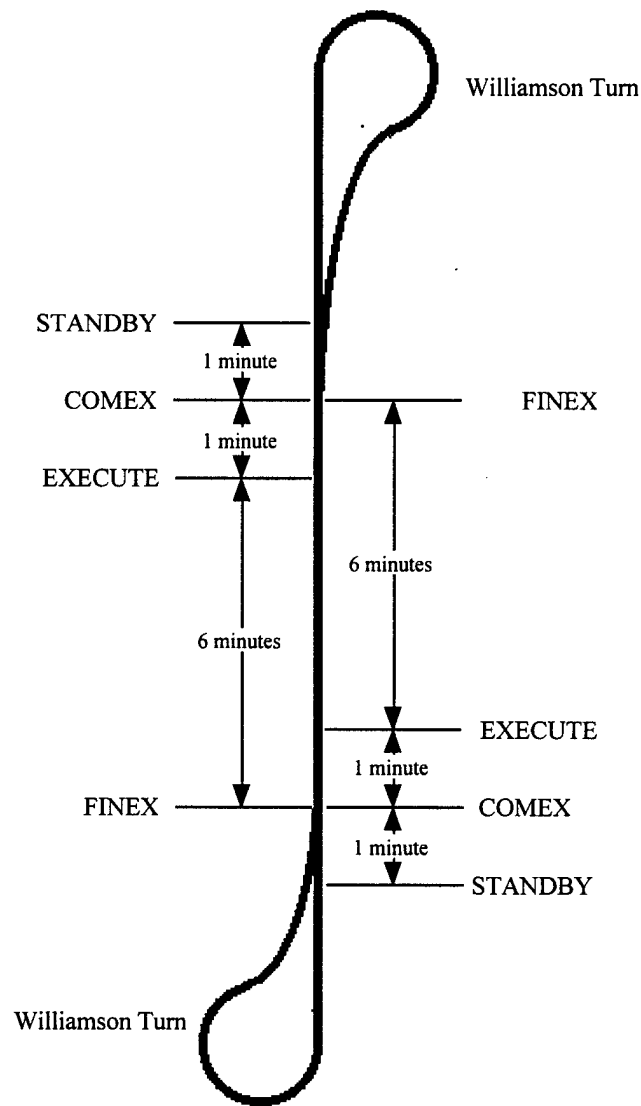 Williamson Turn
STANDBY
1 minute
COMEX
FINEX
1 minute
EXECUTE
6 minutes
6 minutes
EXECUTE
1 minute
FINEX
COMEX
1 minute
STANDBY
Williamson Turn